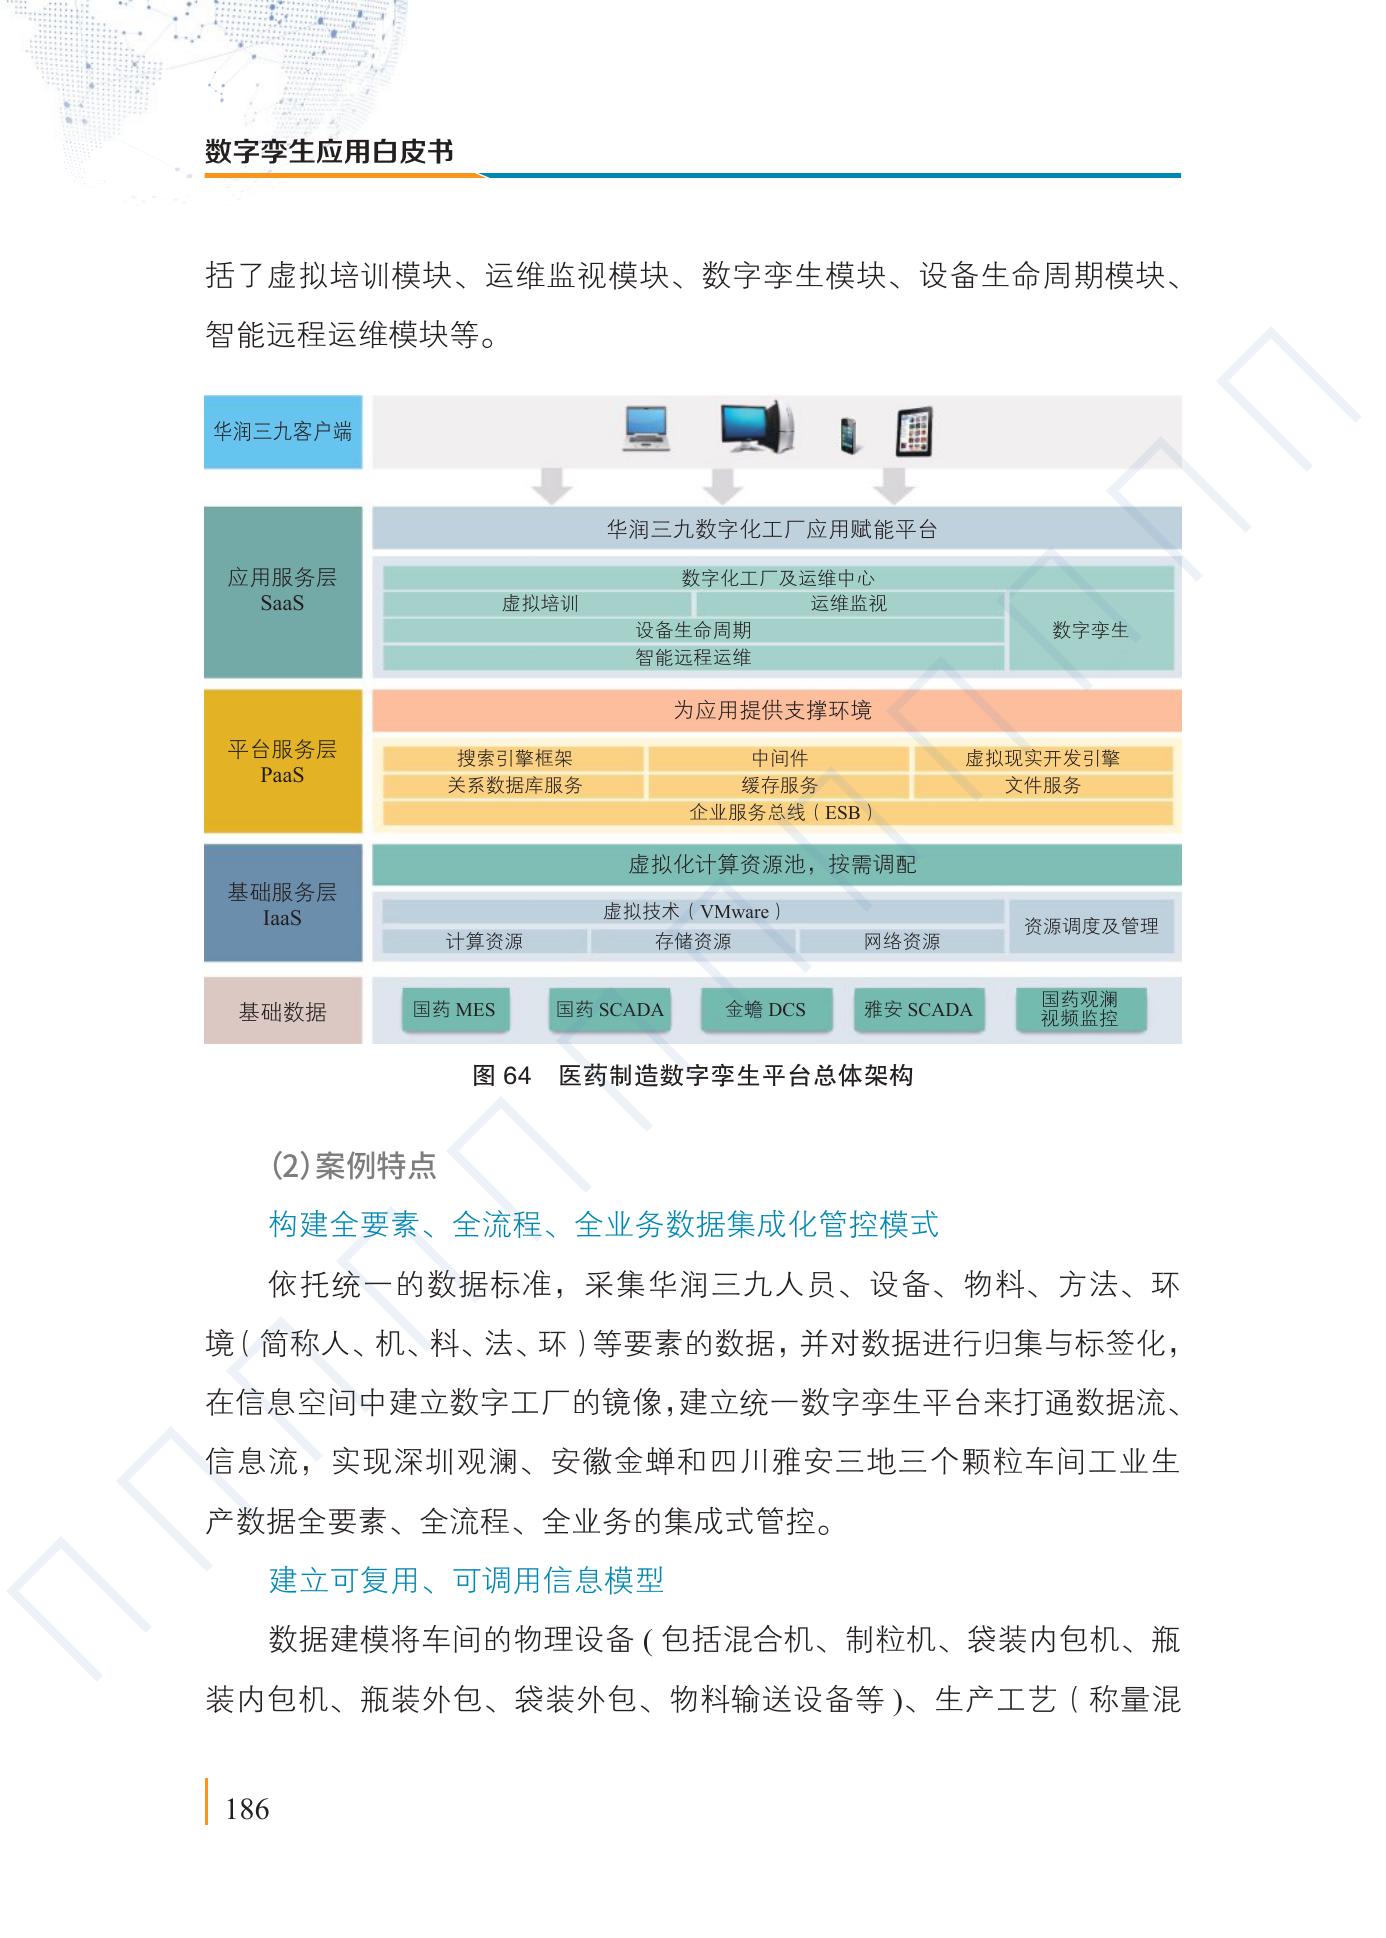 数字孪生应用白皮书
括了虚拟培训模块、运维监视模块、数字孪生模块、设备生命周期模块、
智能远程运维模块等。
华润三九客户端
华润三九数字化工厂应用赋能平台
应用服务层
SaaS
数字化工厂及运维中心
虚拟培训
运维监视
设备生命周期
智能远程运维
数字孪生
为应用提供支撑环境
平台服务层
PaaS
搜索引擎框架
中间件
虚拟现实开发引擎
关系数据库服务
缓存服务
文件服务
企业服务总线（ESB）
虚拟化计算资源池，按需调配
基础服务层
IaaS
虚拟技术（VMware）
计算资源
存储资源
网络资源
资源调度及管理
基础数据
国药 MES
国药 SCADA
金蟾 DCS
雅安 SCADA
国药观澜
视频监控
图 64 医药制造数字孪生平台总体架构
（2）案例特点
构建全要素、全流程、全业务数据集成化管控模式
依托统一的数据标准，采集华润三九人员、设备、物料、方法、环
境（简称人、机、料、法、环）等要素的数据，并对数据进行归集与标签化，
在信息空间中建立数字工厂的镜像，建立统一数字孪生平台来打通数据流、
信息流，实现深圳观澜、安徽金蝉和四川雅安三地三个颗粒车间工业生
产数据全要素、全流程、全业务的集成式管控。
建立可复用、可调用信息模型
数据建模将车间的物理设备 ( 包括混合机、制粒机、袋装内包机、瓶
装内包机、瓶装外包、袋装外包、物料输送设备等 )、生产工艺（称量混
186